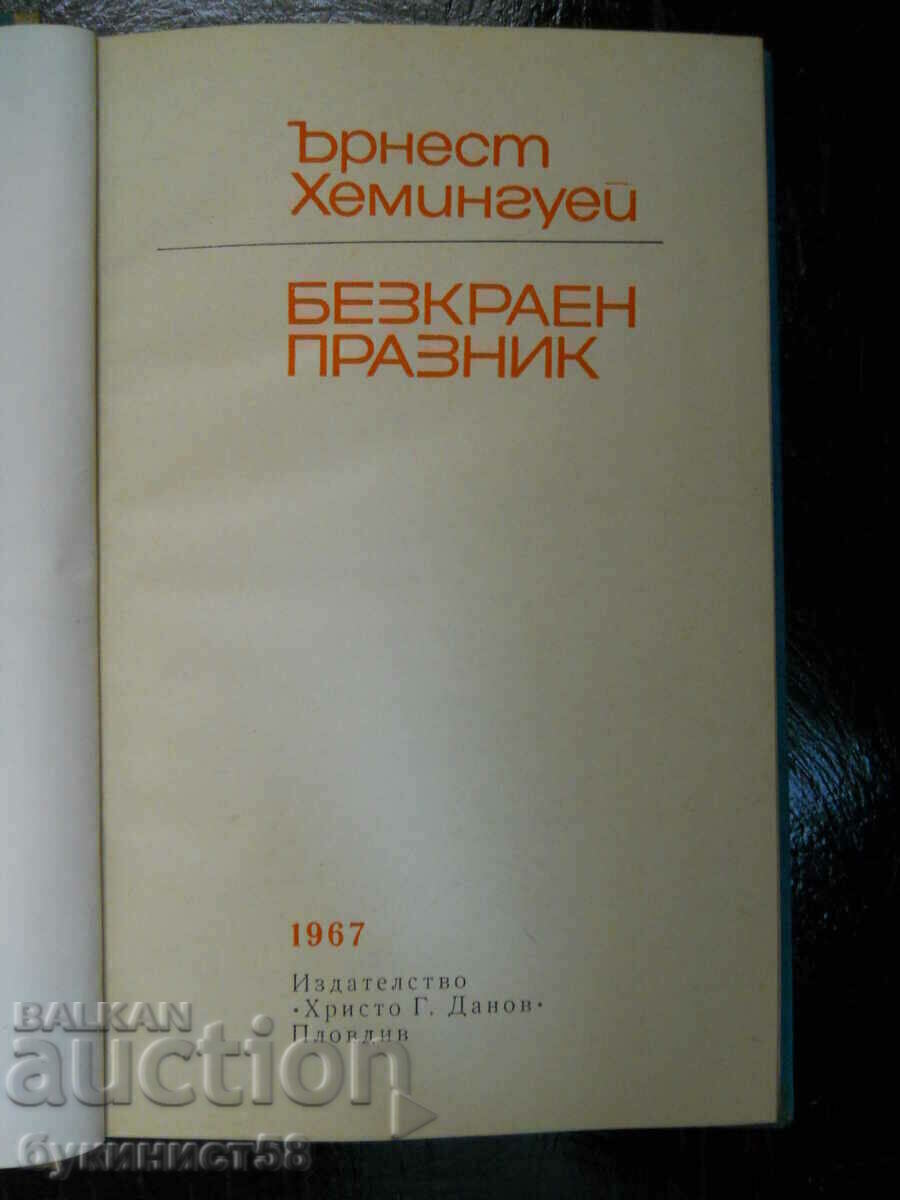 Ърнест
Хемингуей
БЕЗКРАЕН
ПРАЗНИК
1967
Издателство
•Христо Г. Данов•
Пловдив
BALKAN
auction
букинист58